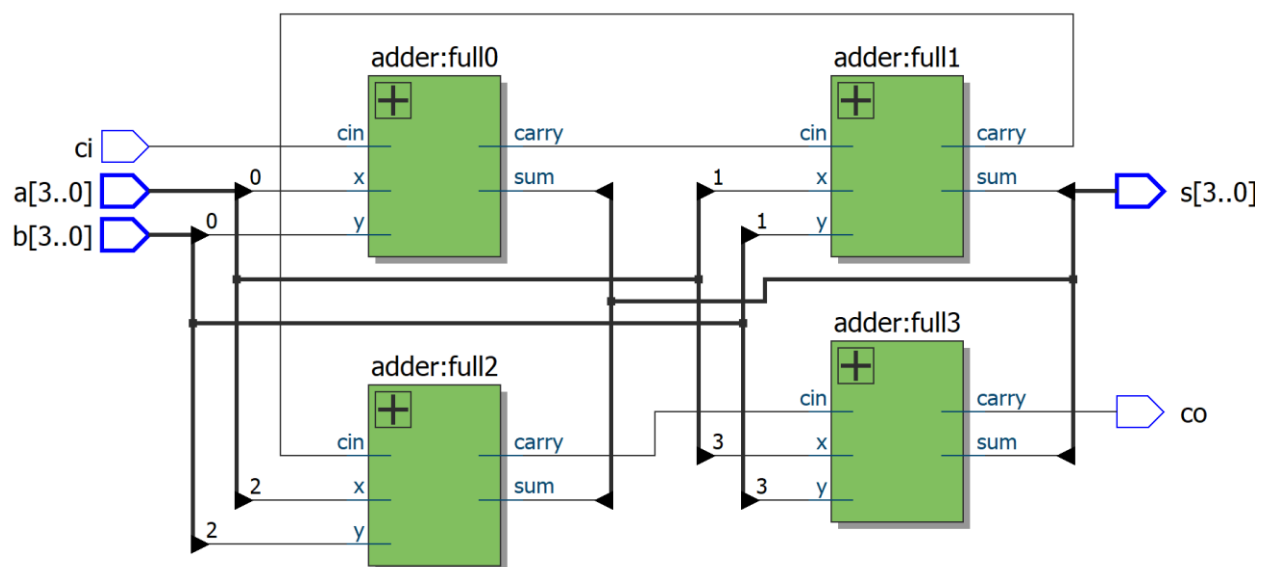 adder:full0
adder:full1
cin
carry
cin
carry
ci
0
x
sum
1
x
sum
a[3..0]
s[3..0]
0
y
1
y
b[3..0]
adder:full3
adder:full2
cin
carry
co
cin
carry
3
x
sum
2
x
sum
3
y
2
y